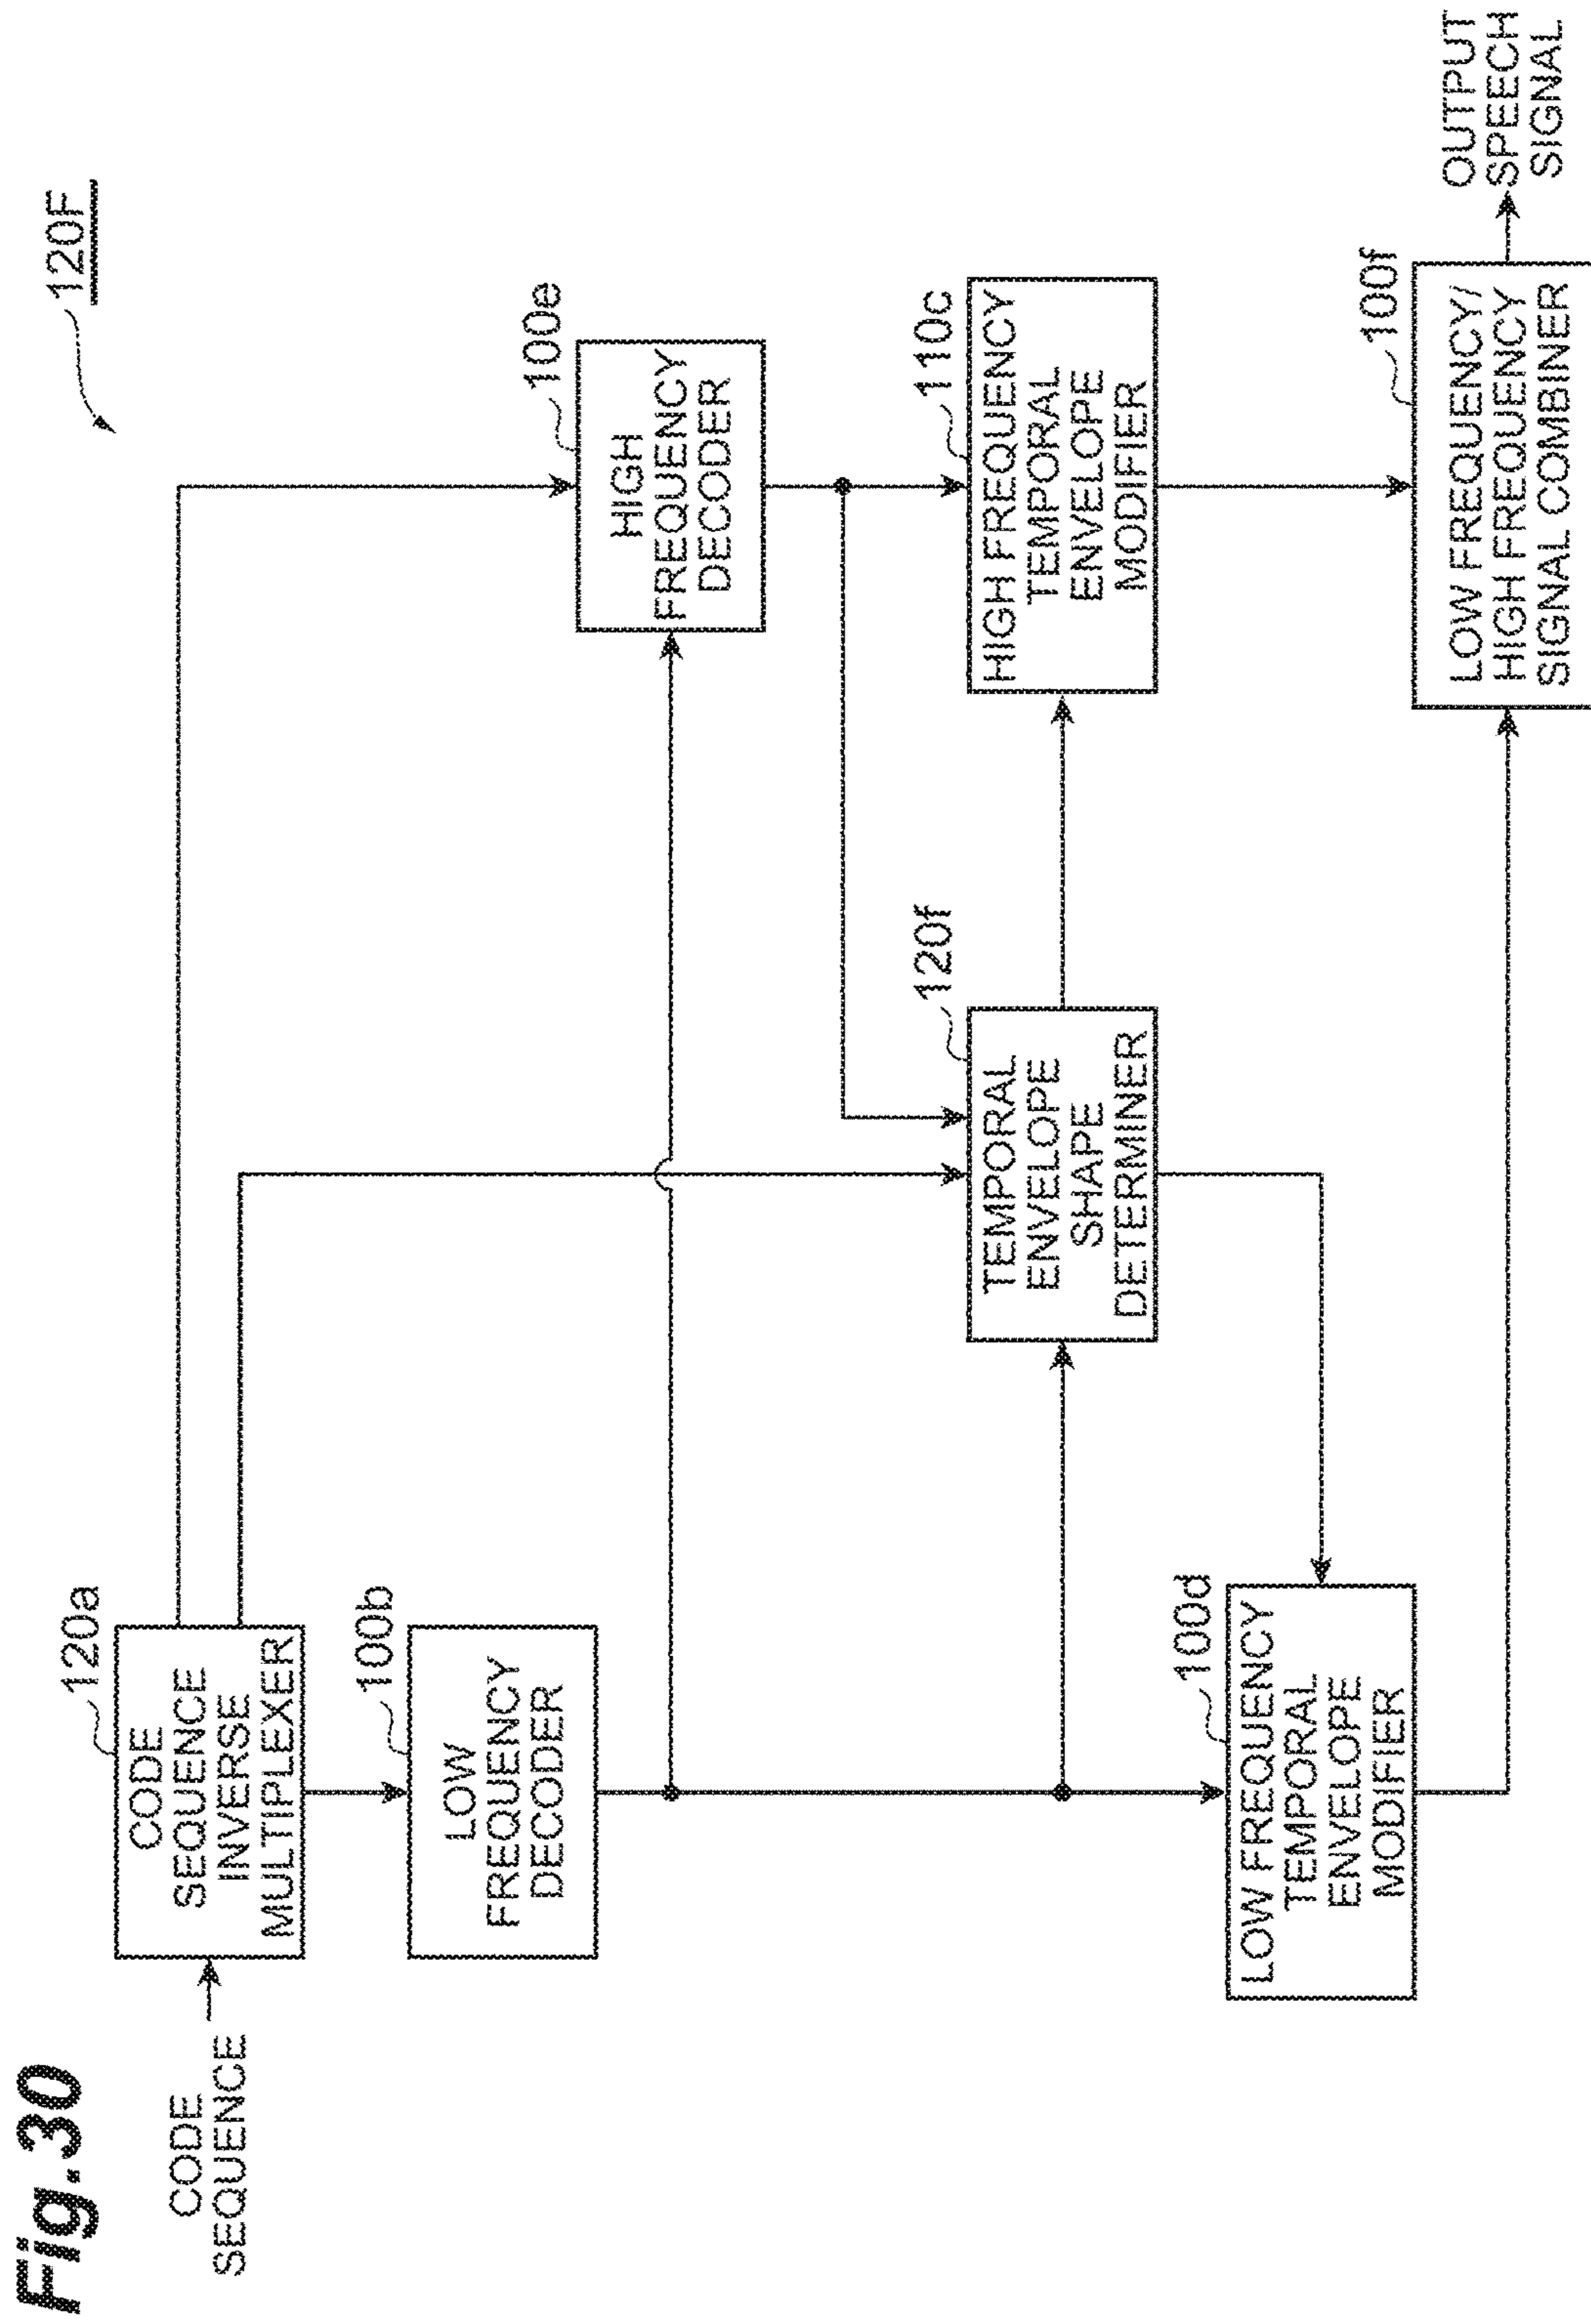 Fig.30
120F
CODE
SEQUENCE
120a
CODE
SEQUENCE
INVERSE
MULTIPLEXER
100b
LOW
FREQUENCY
DECODER
100e
HIGH
FREQUENCY
DECODER
120f
TEMPORAL
ENVELOPE
SHAPE
DETERMINER
110c
HIGH FREQUENCY
TEMPORAL
ENVELOPE
MODIFIER
100d
LOW FREQUENCY
TEMPORAL
ENVELOPE
MODIFIER
100f
LOW FREQUENCY/
HIGH FREQUENCY
SIGNAL COMBINER
OUTPUT
SPEECH
SIGNAL